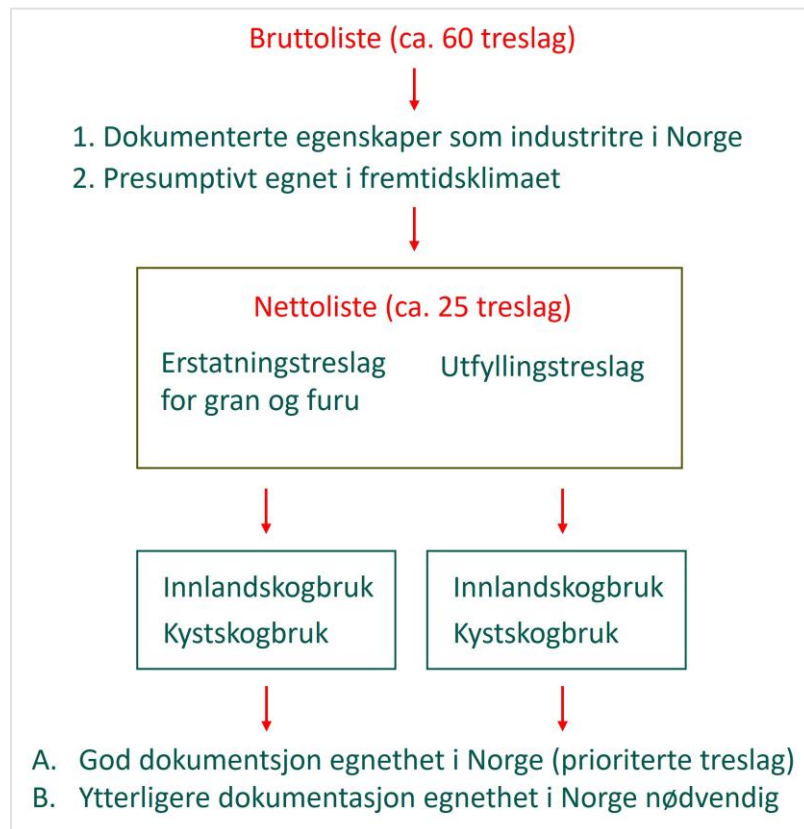 Bruttoliste (ca. 60 treslag)
1. Dokumenterte egenskaper som industritre i Norge
2. Presumptivt egnet i fremtidsklimaet
Nettoliste (ca. 25 treslag)
Erstatningstreslag
for gran og furu
Utfyllingstreslag
Innlandskogbruk
Kystskogbruk
Innlandskogbruk
Kystskogbruk
A. God dokumentsjon egnethet i Norge (prioriterte treslag)
B. Ytterligere dokumentasjon egnethet i Norge nødvendig